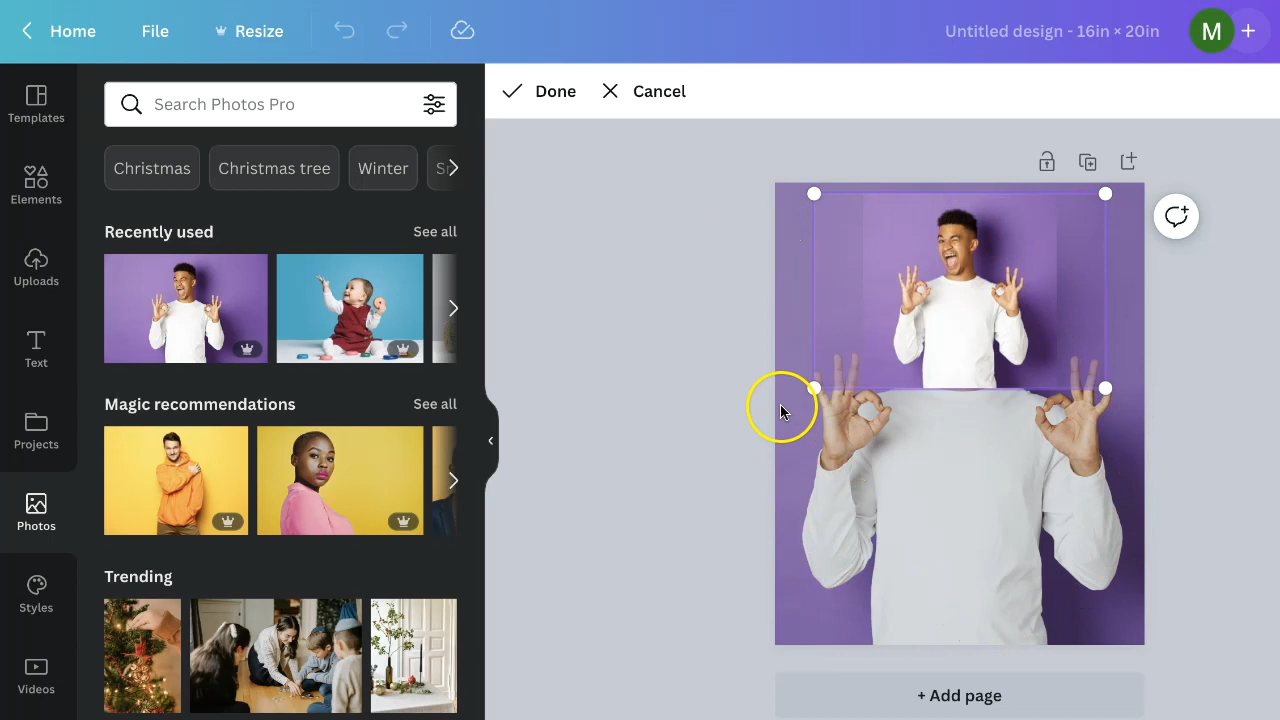 Home File Resize Untitled design - 16in × 20in M +
Templates
Elements
Uploads
Text
Projects
Photos
Styles
Videos
Search Photos Pro
Christmas Christmas tree Winter
Recently used See all
Magic recommendations See all
Trending
Done Cancel
+ Add page